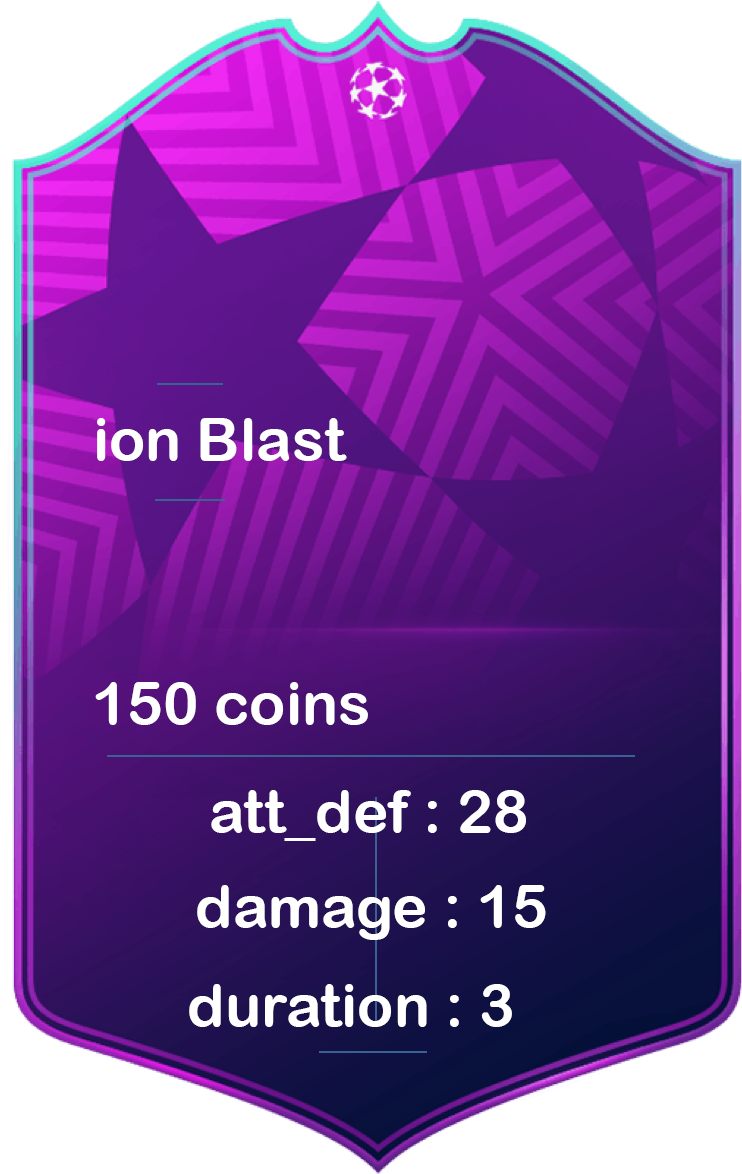 ion Blast
150 coins
att_def : 28
damage : 15
duration : 3